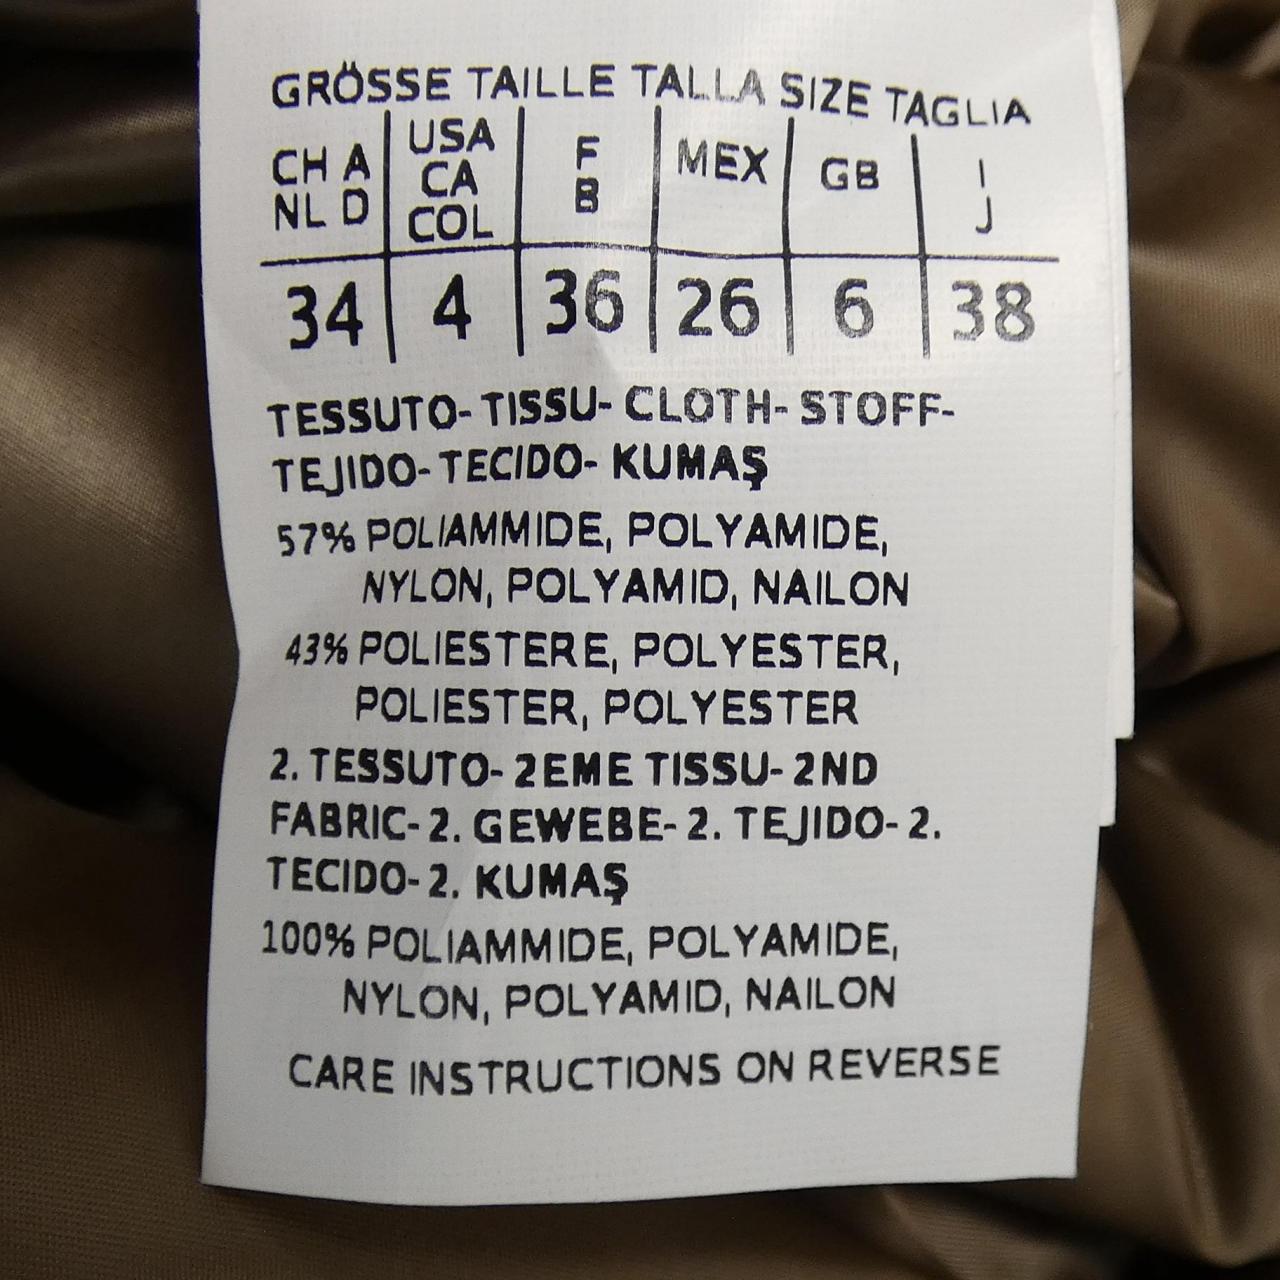 GRÖSSE TAILLE TALLA SIZE TAGLIA
CH A NL D | USA CA COL | F B | MEX | GB | I J
34 | 4 | 36 | 26 | 6 | 38
TESSUTO- TISSU- CLOTH- STOFF-
TEJIDO- TECIDO- KUMAŞ
57% POLIAMMIDE, POLYAMIDE,
NYLON, POLYAMID, NAILON
43% POLIESTERE, POLYESTER,
POLIESTER, POLYESTER
2. TESSUTO- 2EME TISSU- 2ND
FABRIC- 2. GEWEBE- 2. TEJIDO- 2.
TECIDO- 2. KUMAŞ
100% POLIAMMIDE, POLYAMIDE,
NYLON, POLYAMID, NAILON
CARE INSTRUCTIONS ON REVERSE